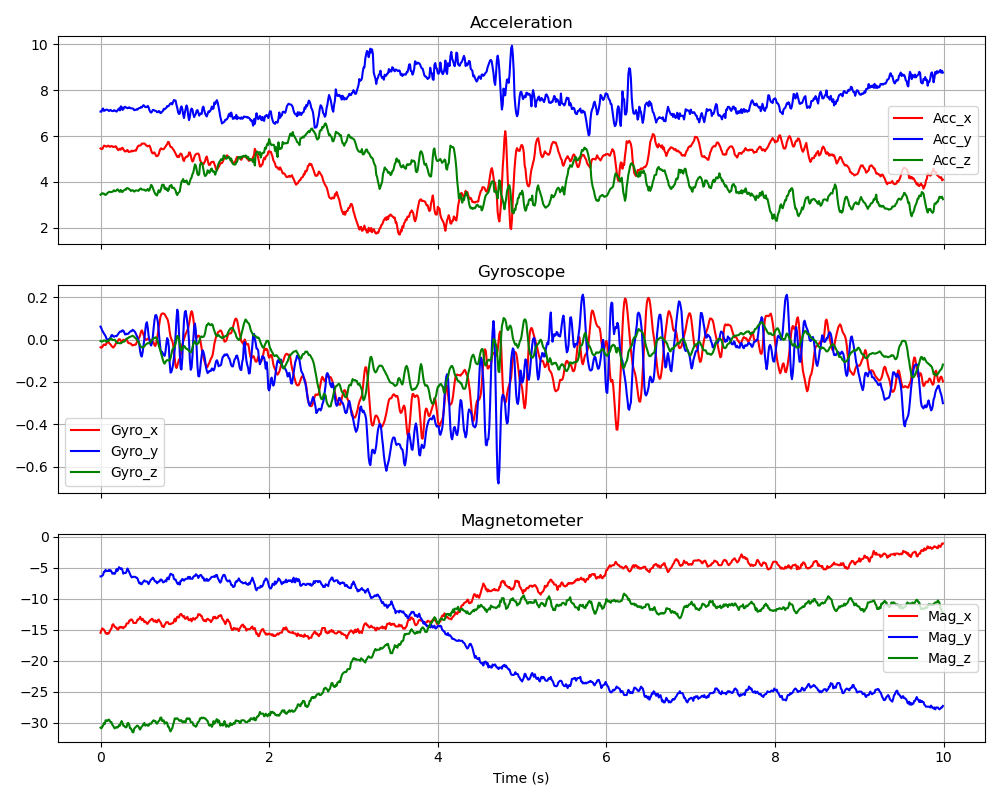 Acceleration
10
8
6
4
2
Acc_x
Acc_y
Acc_z
Gyroscope
0.2
0.0
−0.2
−0.4
−0.6
Gyro_x
Gyro_y
Gyro_z
Magnetometer
0
−5
−10
−15
−20
−25
−30
Mag_x
Mag_y
Mag_z
0 2 4 6 8 10
Time (s)